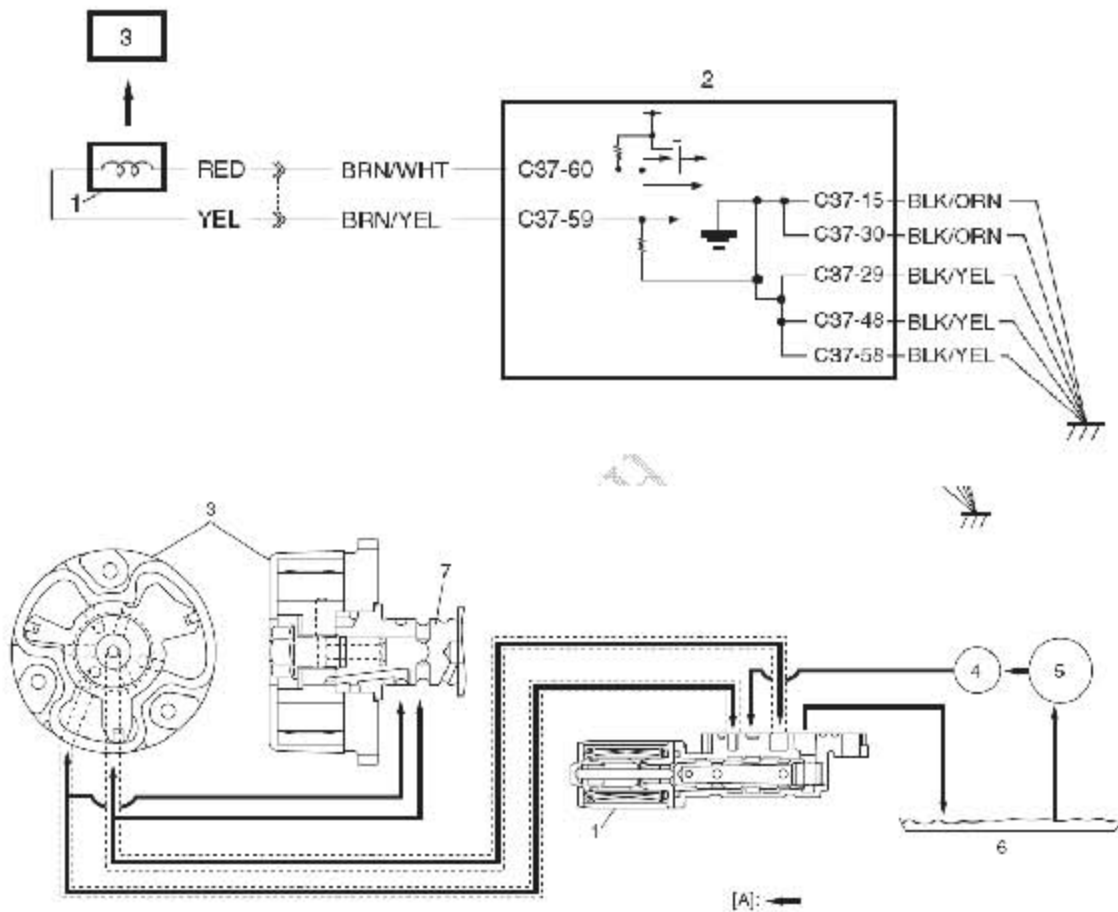 3
2
1
RED
BRN/WHT
C37-60
YEL
BRN/YEL
C37-59
C37-15
BLK/ORN
C37-30
BLK/ORN
C37-29
BLK/YEL
C37-48
BLK/YEL
C37-58
BLK/YEL
3
7
4
5
1
6
[A]: